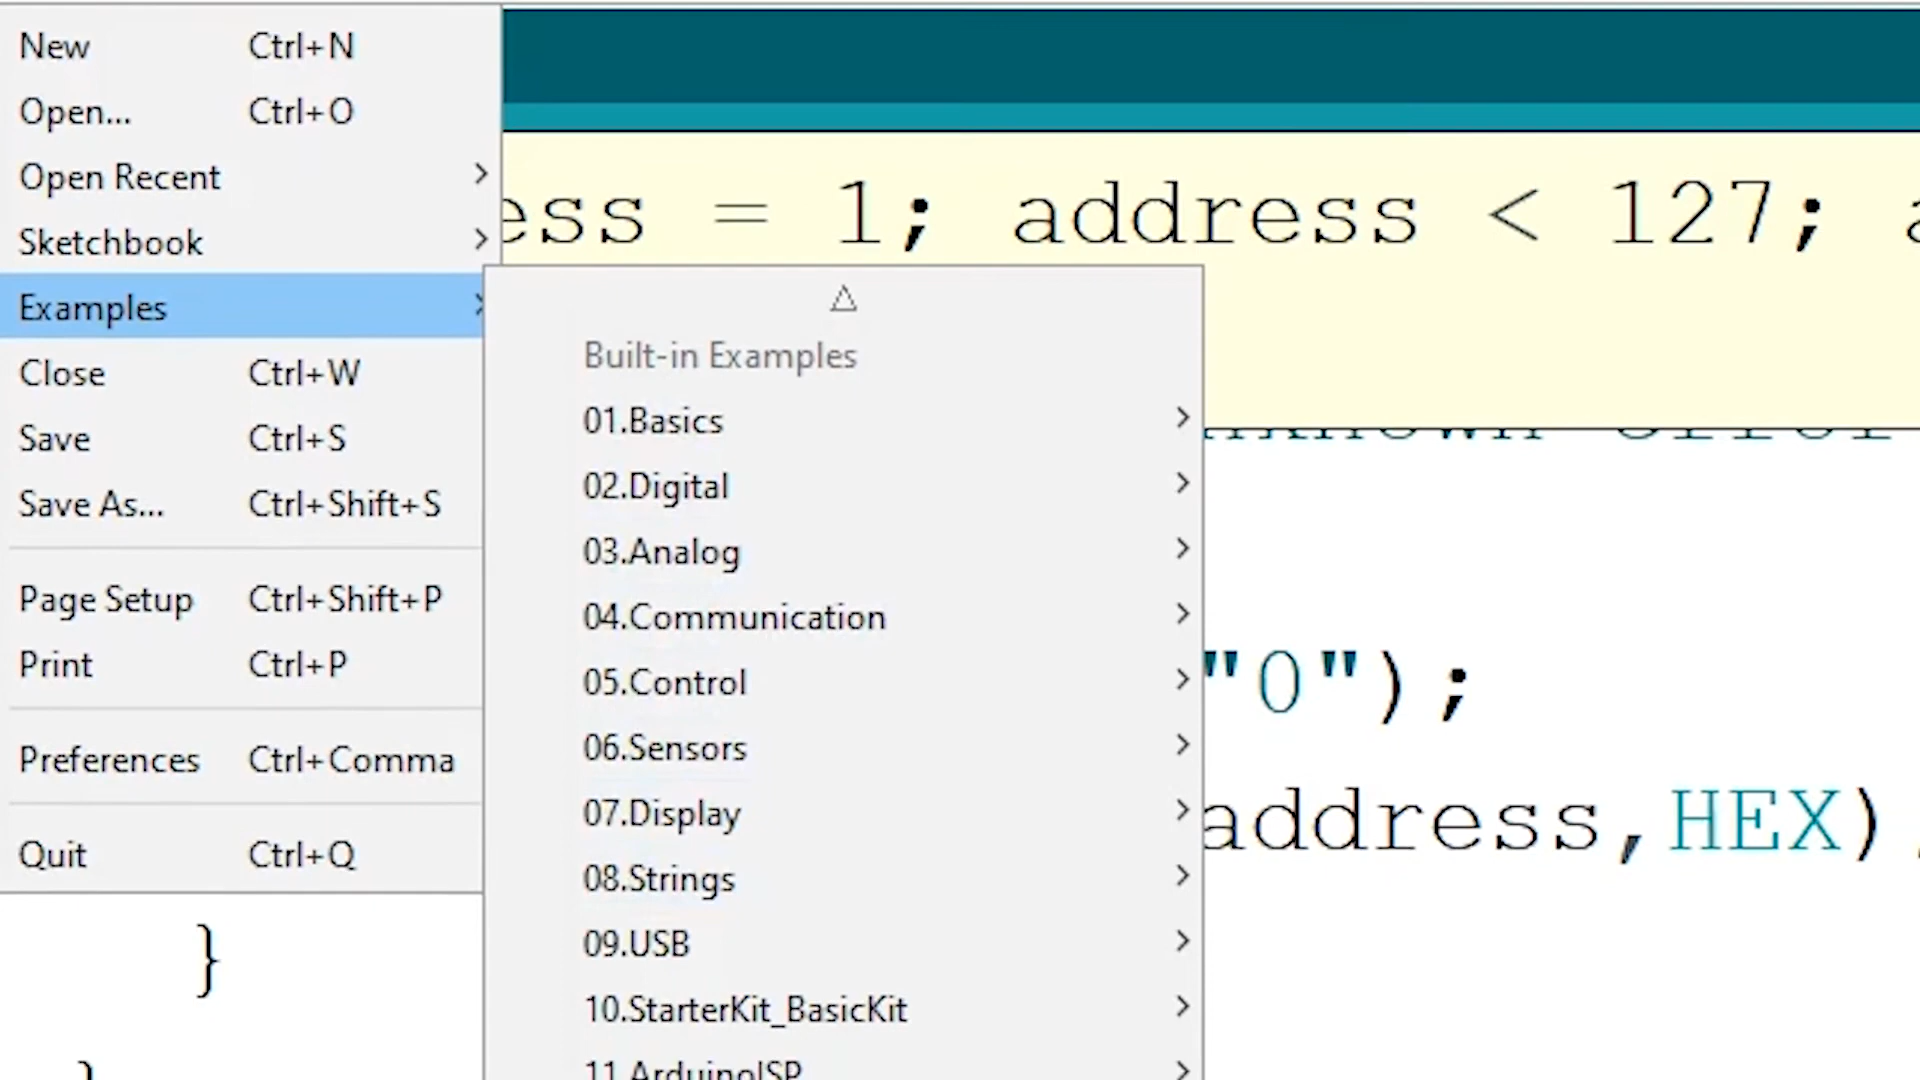 New Ctrl+N
Open... Ctrl+O
Open Recent
Sketchbook
Examples
Close Ctrl+W
Save Ctrl+S
Save As... Ctrl+Shift+S
Page Setup Ctrl+Shift+P
Print Ctrl+P
Preferences Ctrl+Comma
Quit Ctrl+Q
Built-in Examples
01.Basics
02.Digital
03.Analog
04.Communication
05.Control
06.Sensors
07.Display
08.Strings
09.USB
10.StarterKit_BasicKit
11.ArduinoISP
ess = 1; address < 127; a
error
"0");
address,HEX)
}
}